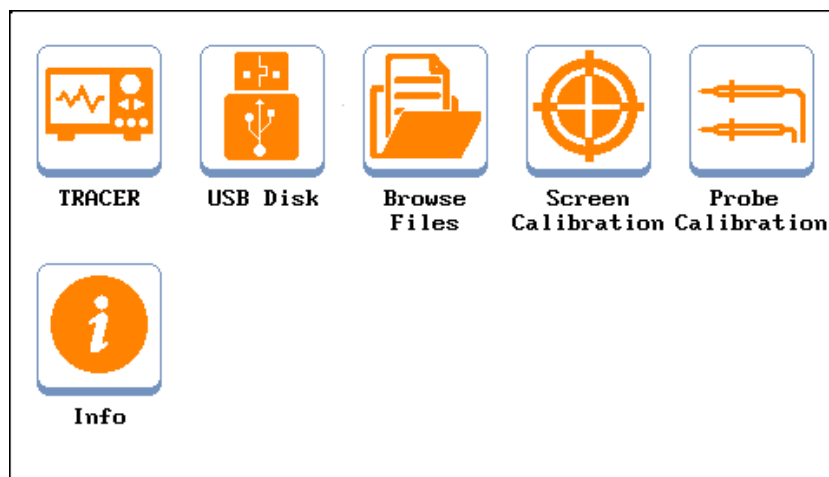 TRACER
USB Disk
Browse
Files
Screen
Calibration
Probe
Calibration
i
Info